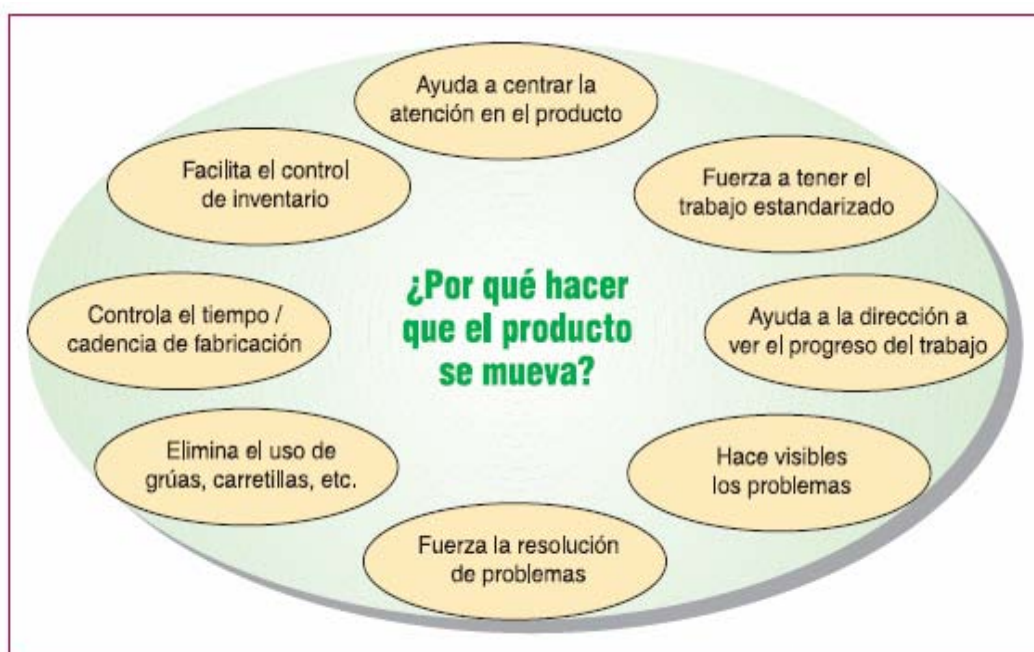 Ayuda a centrar la
atención en el producto
Facilita el control
de inventario
Fuerza a tener el
trabajo estandarizado
¿Por qué hacer
que el producto
se mueva?
Controla el tiempo /
cadencia de fabricación
Ayuda a la dirección a
ver el progreso del trabajo
Elimina el uso de
grúas, carretillas, etc.
Hace visibles
los problemas
Fuerza la resolución
de problemas